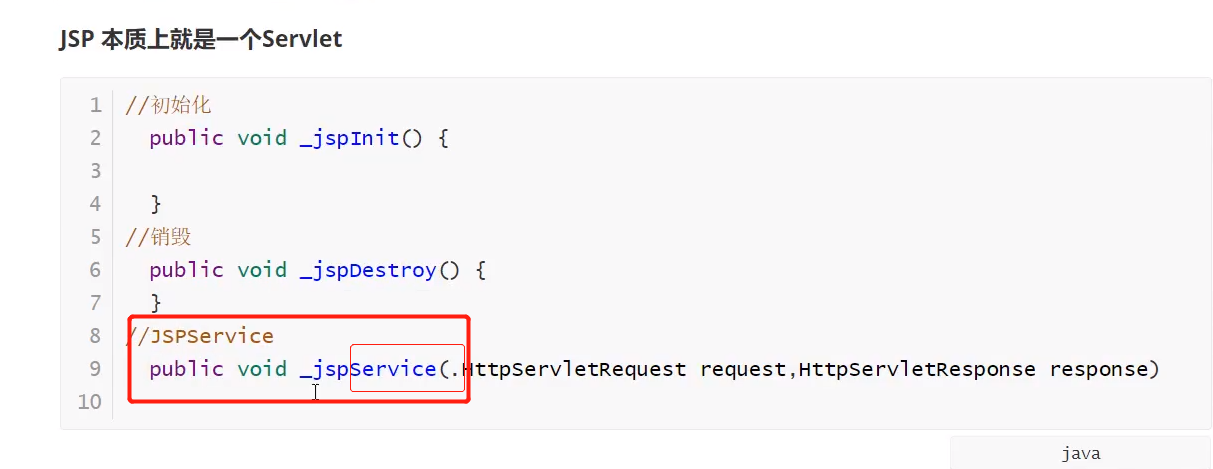 JSP 本质上就是一个Servlet
1 //初始化
2 public void _jspInit() {
3
4 }
5 //销毁
6 public void _jspDestroy() {
7 }
8 //JSPService
9 public void _jspService(.HttpServletRequest request,HttpServletResponse response)
10
java